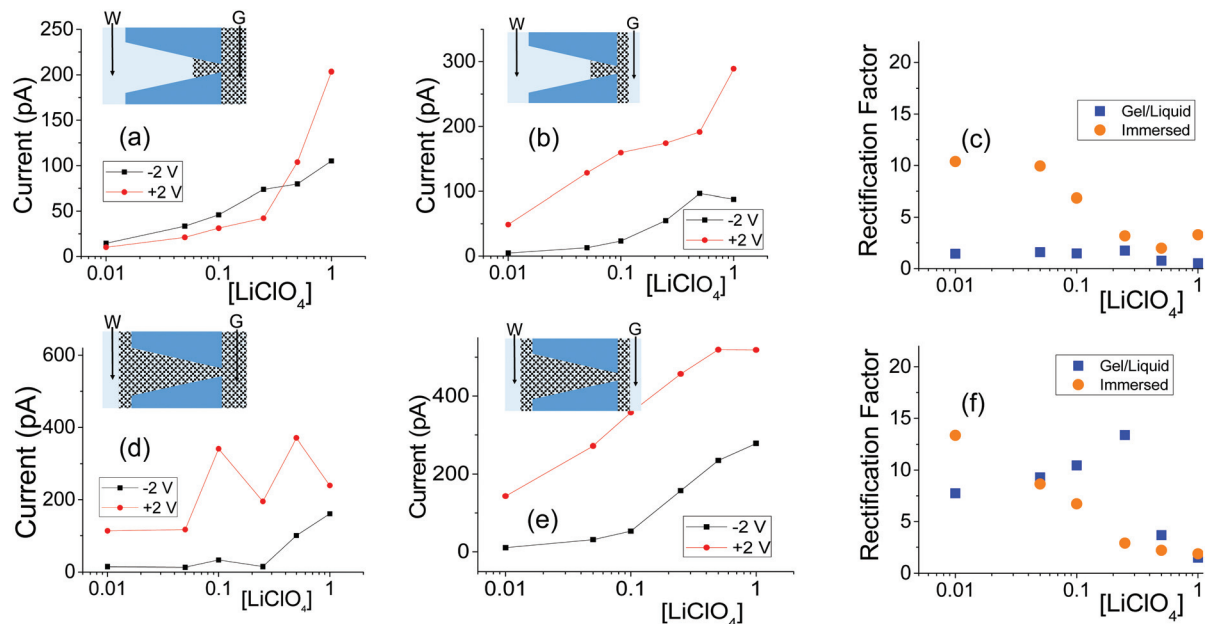 W G
250
200
150
100
50
0
Current (pA)
(a)
-2 V
+2 V
0.01 0.1 1
[LiClO4]
W G
300
200
100
0
Current (pA)
(b)
-2 V
+2 V
0.01 0.1 1
[LiClO4]
20
15
10
5
0
Rectification Factor
Gel/Liquid
Immersed
(c)
0.01 0.1 1
[LiClO4]
W G
600
400
200
0
Current (pA)
(d)
-2 V
+2 V
0.01 0.1 1
[LiClO4]
W G
400
200
0
Current (pA)
(e)
-2 V
+2 V
0.01 0.1 1
[LiClO4]
20
15
10
5
0
Rectification Factor
Gel/Liquid
Immersed
(f)
0.01 0.1 1
[LiClO4]